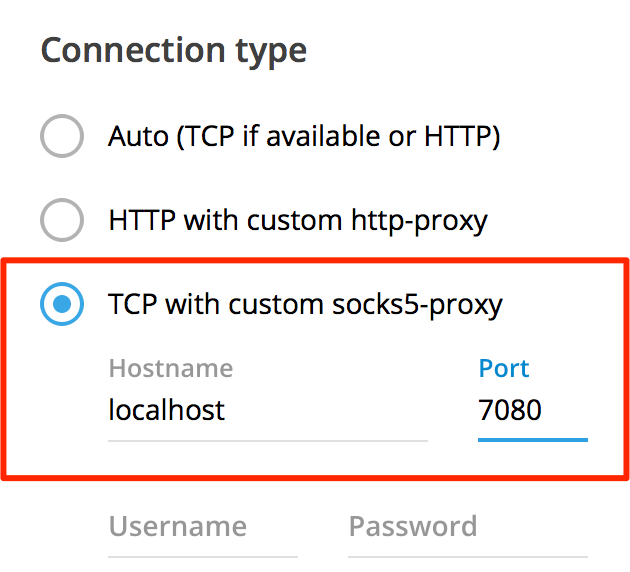 Connection type
Auto (TCP if available or HTTP)
HTTP with custom http-proxy
TCP with custom socks5-proxy
Hostname Port
localhost 7080
Username Password